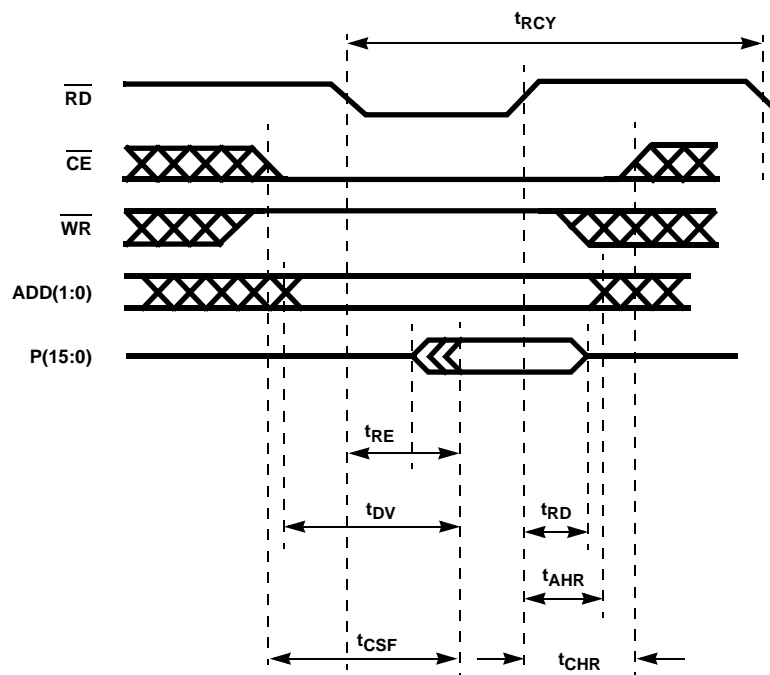 tRCY
RD
CE
WR
ADD(1:0)
P(15:0)
tRE
tDV
tRD
tAHR
tCSF
tCHR